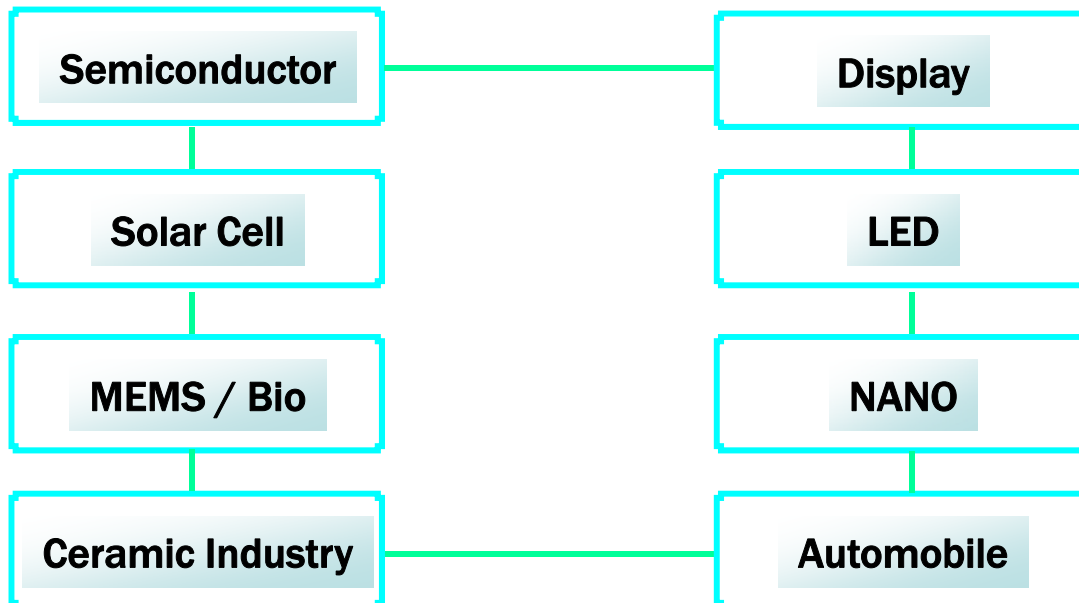 Semiconductor
Display
Solar Cell
LED
MEMS / Bio
NANO
Ceramic Industry
Automobile